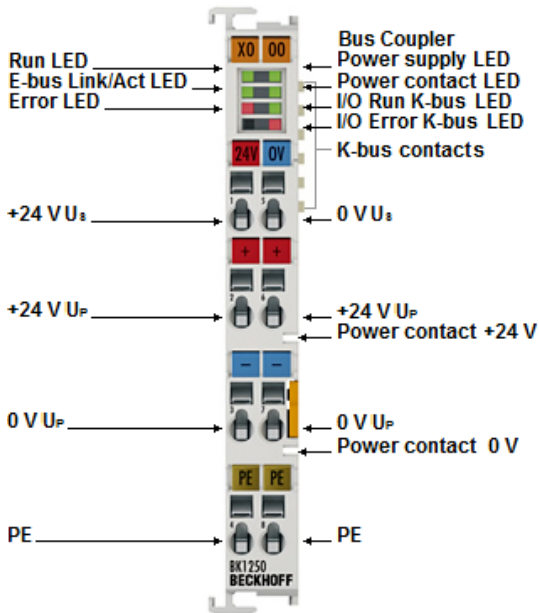 X0 00
Bus Coupler
Run LED
Power supply LED
E-bus Link/Act LED
Power contact LED
Error LED
I/O Run K-bus LED
I/O Error K-bus LED
24V 0V
K-bus contacts
1 5
+24 V Us
0 V Us
+ +
2 6
+24 V UP
+24 V UP
Power contact +24 V
− −
3 7
0 V UP
0 V UP
Power contact 0 V
PE PE
4 8
PE
PE
BK1250
BECKHOFF